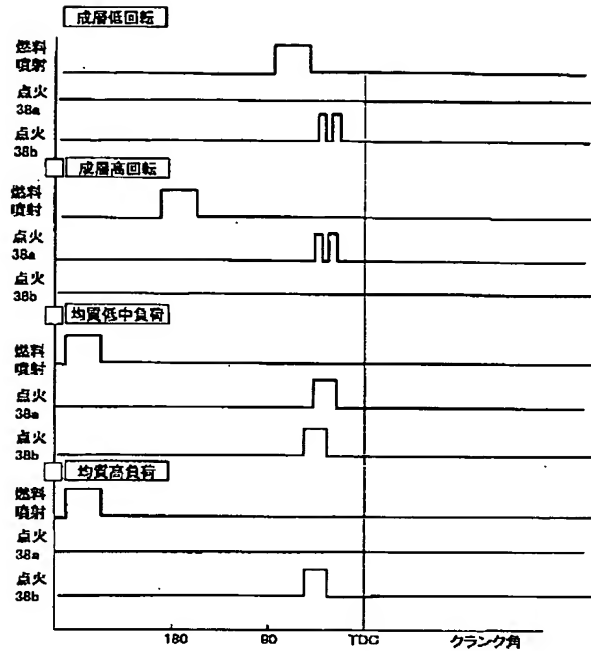 成層低回転
燃料
噴射
点火
38a
点火
38b
成層高回転
燃料
噴射
点火
38a
点火
38b
均質低中負荷
燃料
噴射
点火
38a
点火
38b
均質高負荷
燃料
噴射
点火
38a
点火
38b
180
90
TDC
クランク角